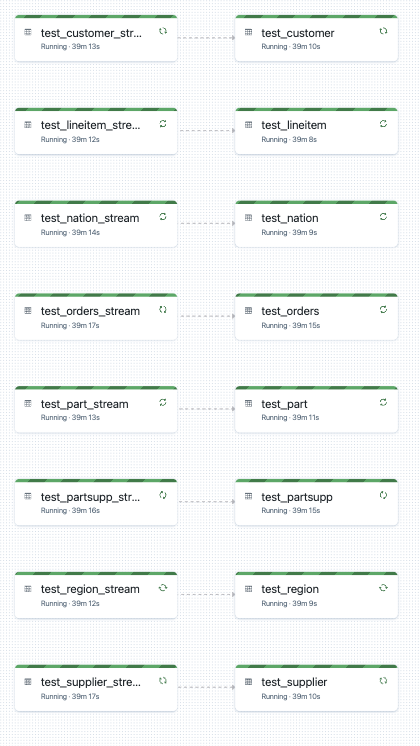 test_customer_str... test_customer
Running · 39m 13s Running · 39m 10s
test_lineitem_stre... test_lineitem
Running · 39m 12s Running · 39m 8s
test_nation_stream test_nation
Running · 39m 14s Running · 39m 9s
test_orders_stream test_orders
Running · 39m 17s Running · 39m 15s
test_part_stream test_part
Running · 39m 13s Running · 39m 11s
test_partsupp_str... test_partsupp
Running · 39m 16s Running · 39m 15s
test_region_stream test_region
Running · 39m 12s Running · 39m 9s
test_supplier_stre... test_supplier
Running · 39m 17s Running · 39m 10s